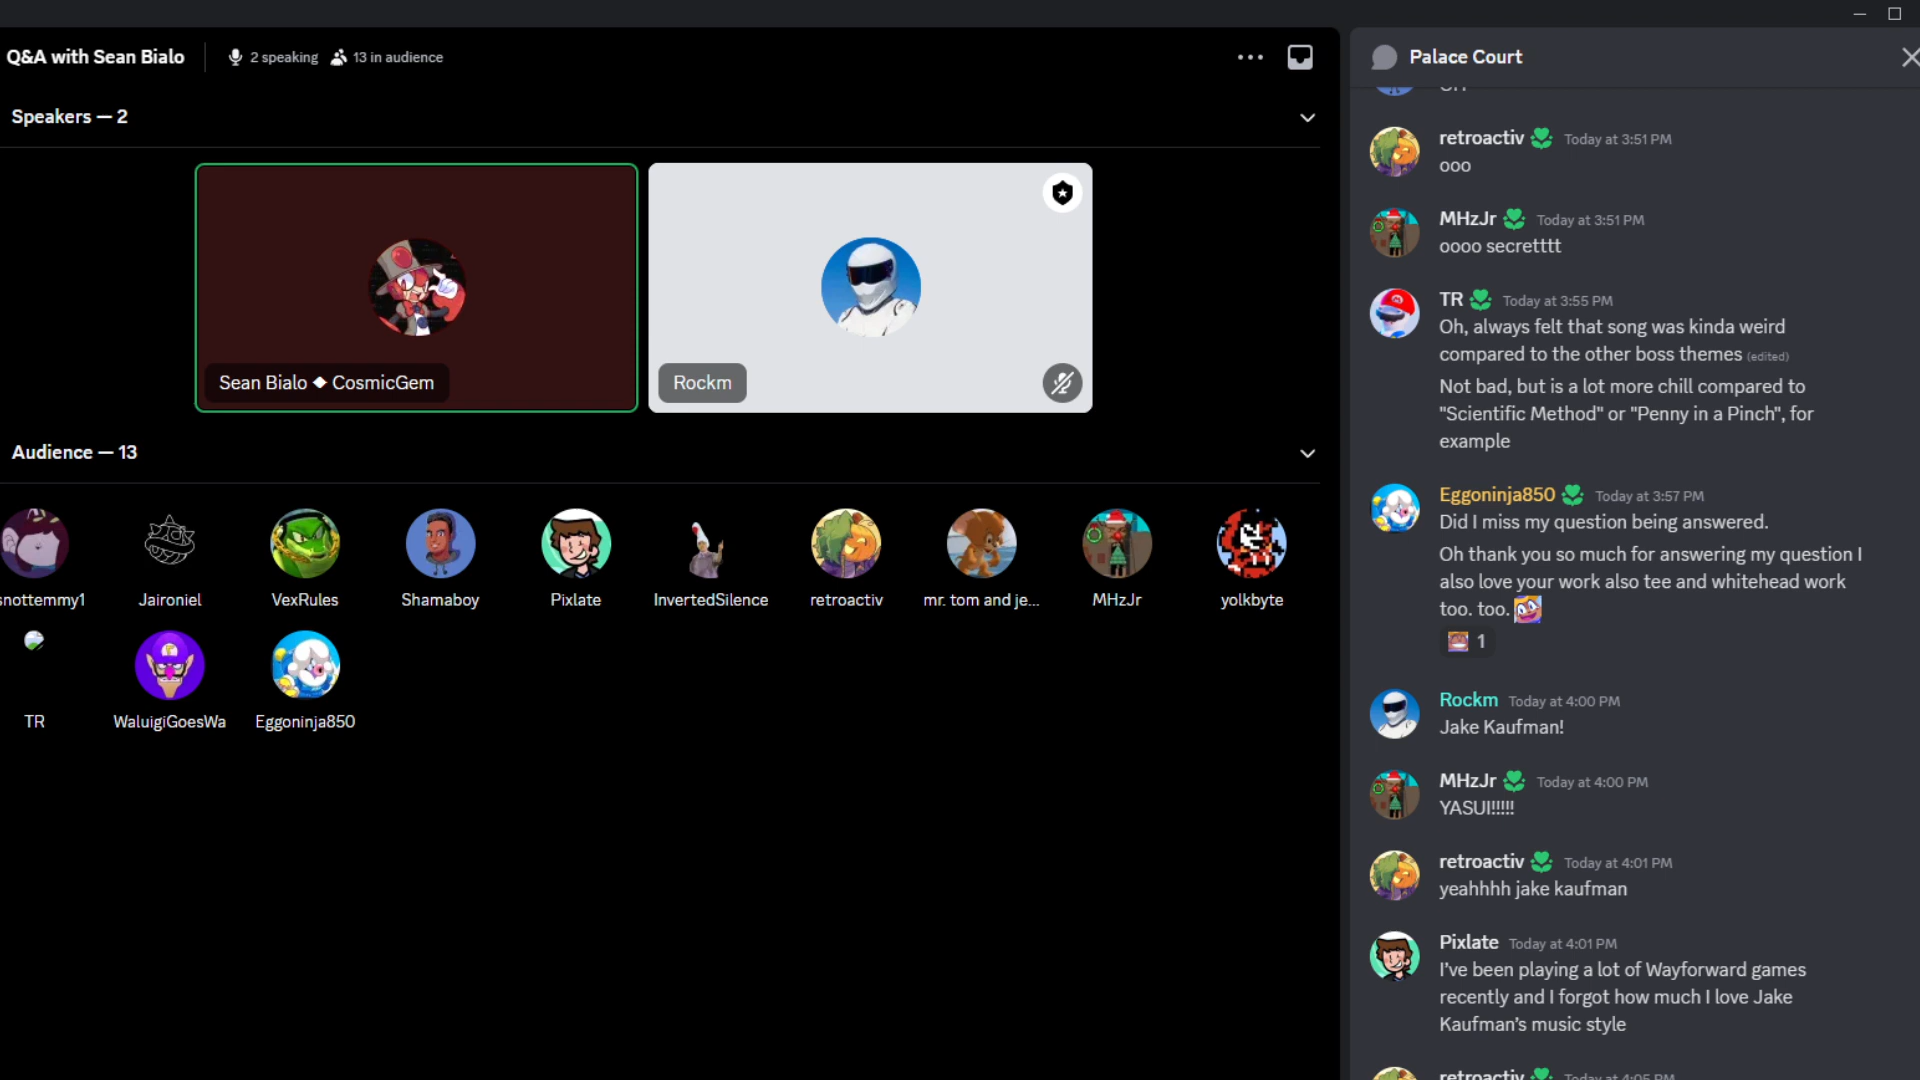 Q&A with Sean Bialo
2 speaking
13 in audience
Speakers — 2
Sean Bialo ◆ CosmicGem
Rockm
Audience — 13
snottemmy1
Jaironiel
VexRules
Shamaboy
Pixlate
InvertedSilence
retroactiv
mr. tom and je...
MHzJr
yolkbyte
TR
WaluigiGoesWa
Eggoninja850
Palace Court
retroactiv Today at 3:51 PM
ooo
MHzJr Today at 3:51 PM
oooo secretttt
TR Today at 3:55 PM
Oh, always felt that song was kinda weird
compared to the other boss themes (edited)
Not bad, but is a lot more chill compared to
"Scientific Method" or "Penny in a Pinch", for
example
Eggoninja850 Today at 3:57 PM
Did I miss my question being answered.
Oh thank you so much for answering my question I
also love your work also tee and whitehead work
too. too.
1
Rockm Today at 4:00 PM
Jake Kaufman!
MHzJr Today at 4:00 PM
YASUI!!!!!
retroactiv Today at 4:01 PM
yeahhhh jake kaufman
Pixlate Today at 4:01 PM
I've been playing a lot of Wayforward games
recently and I forgot how much I love Jake
Kaufman's music style
retroactiv Today at 4:05 PM